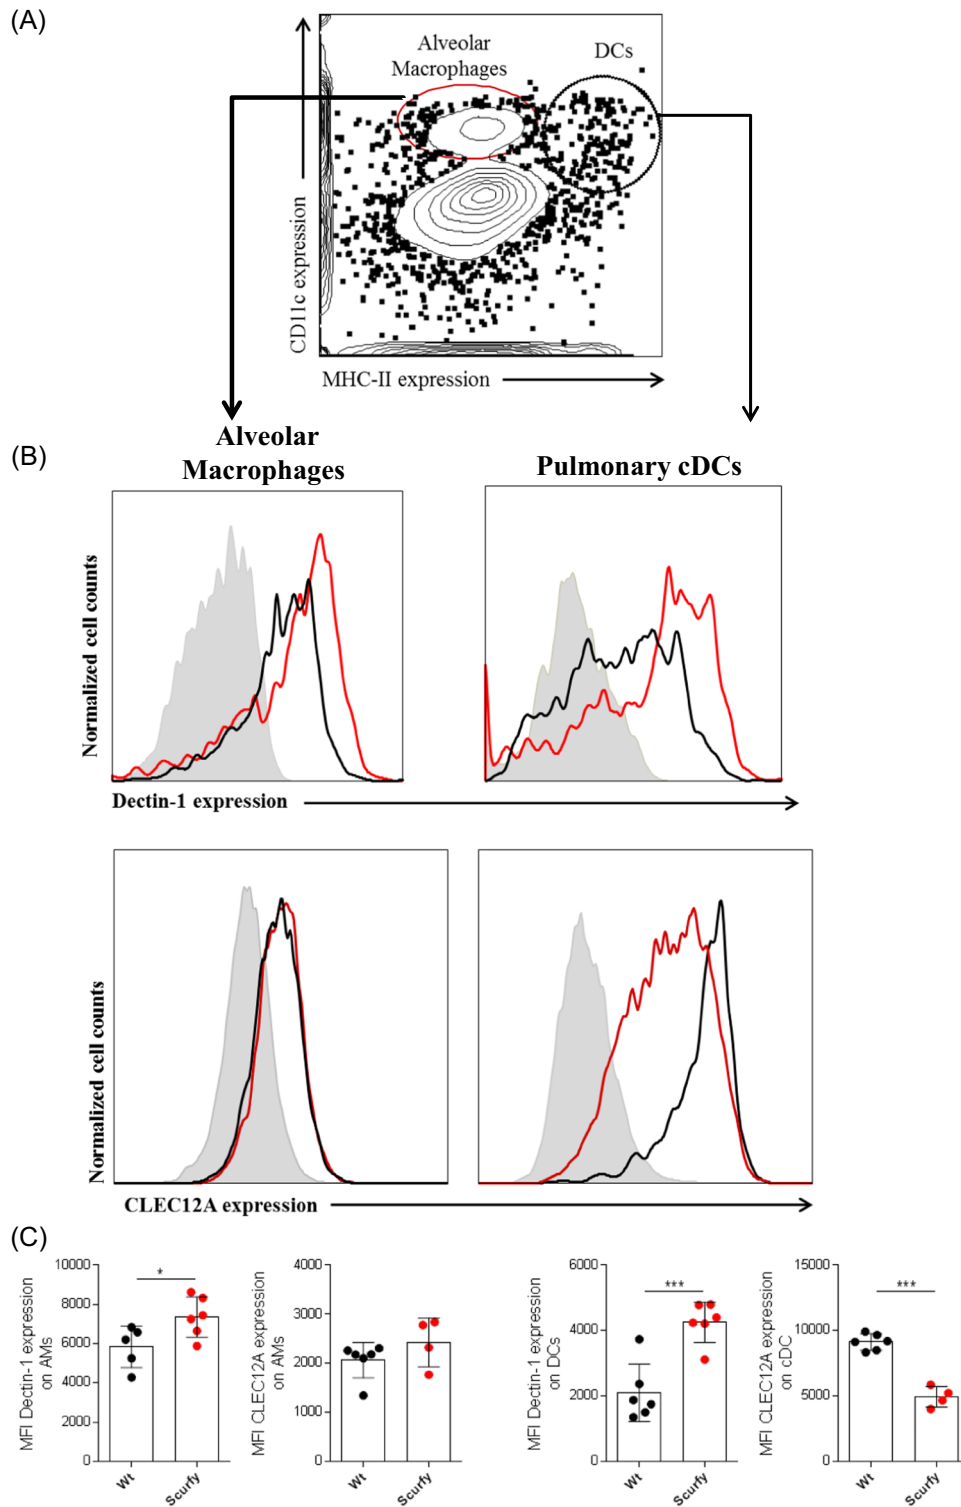 (A)
Alveolar
Macrophages
DCs
CD11c expression
MHC-II expression
(B)
Alveolar
Macrophages
Pulmonary cDCs
Normalized cell counts
Dectin-1 expression
Normalized cell counts
CLEC12A expression
(C)
MFI Dectin-1 expression
on AMs
10000
8000
6000
4000
2000
0
*
Wt
Scurfy
MFI CLEC12A expression
on AMs
4000
3000
2000
1000
0
Wt
Scurfy
MFI Dectin-1 expression
on DCs
6000
4000
2000
0
***
Wt
Scurfy
MFI CLEC12A expression
on cDC
15000
10000
5000
0
***
Wt
Scurfy